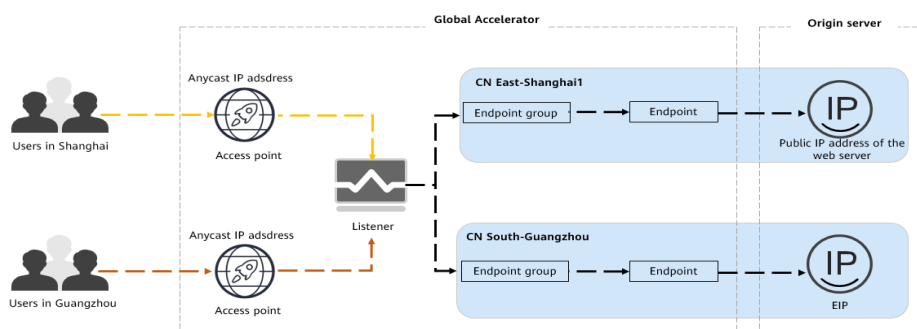 Global Accelerator
Origin server
Anycast IP adsdress
CN East-Shanghai1
Endpoint group
Endpoint
IP
Users in Shanghai
Access point
Public IP address of the
web server
Listener
Anycast IP adsdress
CN South-Guangzhou
Endpoint group
Endpoint
IP
Users in Guangzhou
Access point
EIP